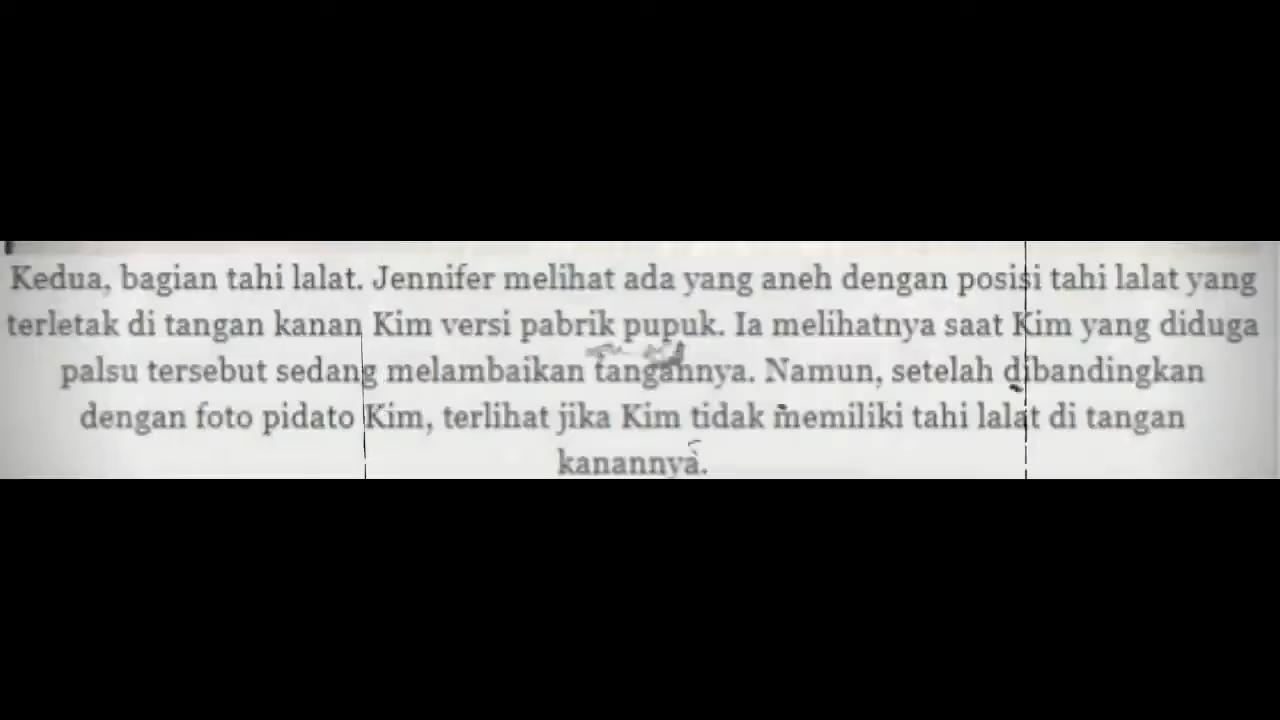 Kedua, bagian tahi lalat. Jennifer melihat ada yang aneh dengan posisi tahi lalat yang
terletak di tangan kanan Kim versi pabrik pupuk. Ia melihatnya saat Kim yang diduga
palsu tersebut sedang melambaikan tangannya. Namun, setelah dibandingkan
dengan foto pidato Kim, terlihat jika Kim tidak memiliki tahi lalat di tangan
kanannya.